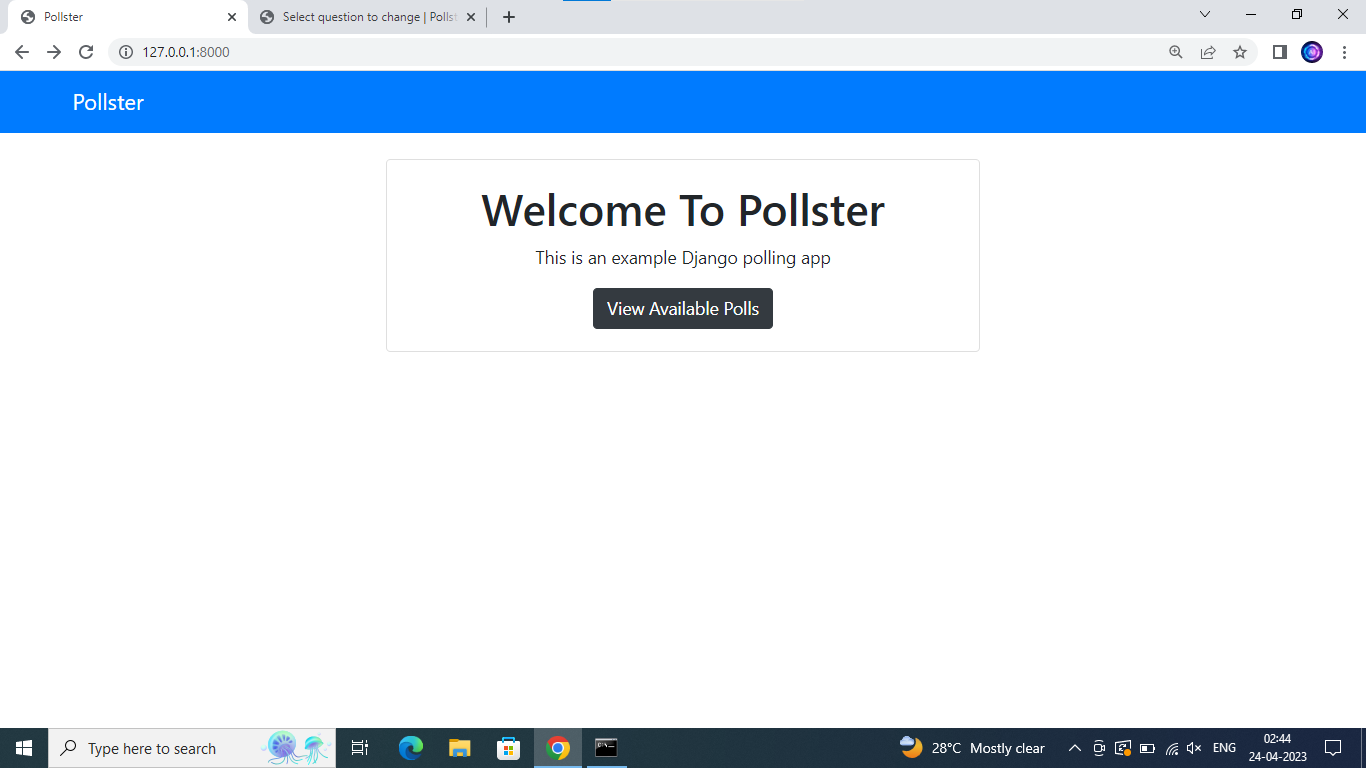 Pollster
Select question to change | Pollst
127.0.0.1:8000
Pollster
Welcome To Pollster
This is an example Django polling app
View Available Polls
Type here to search
28°C Mostly clear
ENG
02:44
24-04-2023